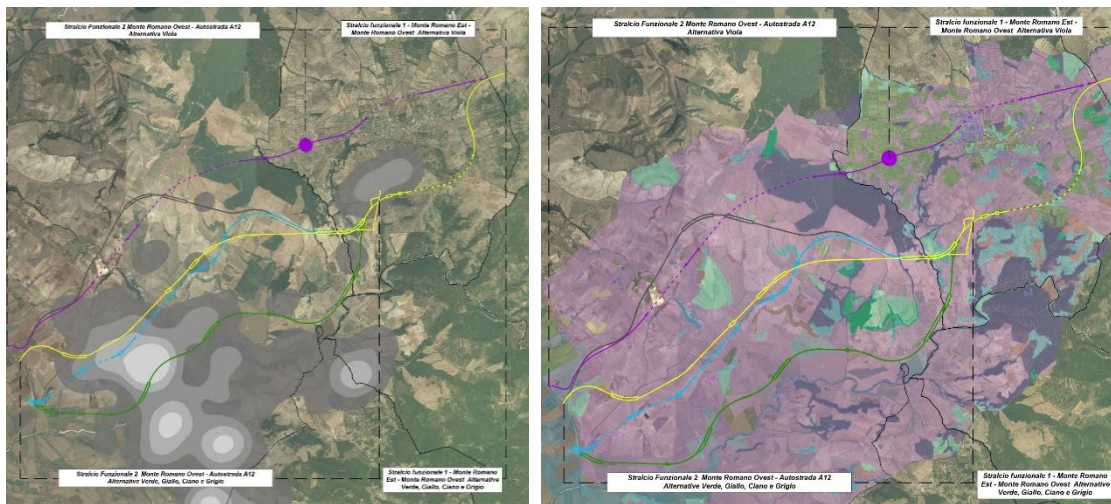 Stralcio Funzionale 2 Monte Romano Ovest - Autostrada A12
Alternativa Viola
Stralcio funzionale 1 - Monte Romano Est -
Monte Romano Ovest Alternativa Viola
Stralcio Funzionale 2 Monte Romano Ovest - Autostrada A12
Alternative Verde, Giallo, Ciano e Grigio
Stralcio funzionale 1 - Monte Romano
Est - Monte Romano Ovest Alternative
Verde, Giallo, Ciano e Grigio
Stralcio Funzionale 2 Monte Romano Ovest - Autostrada A12
Alternativa Viola
Stralcio funzionale 1 - Monte Romano Est -
Monte Romano Ovest Alternativa Viola
Stralcio Funzionale 2 Monte Romano Ovest - Autostrada A12
Alternative Verde, Giallo, Ciano e Grigio
Stralcio funzionale 1 - Monte Romano
Est - Monte Romano Ovest Alternative
Verde, Giallo, Ciano e Grigio